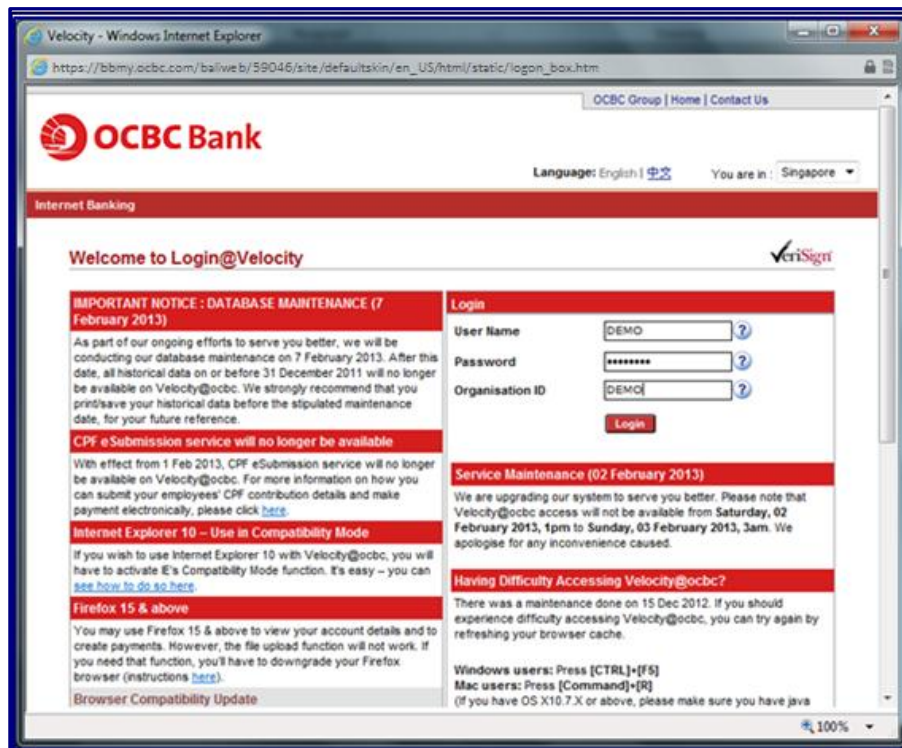 Velocity - Windows Internet Explorer
https://bbmy.ocbc.com/baliweb/59046/site/defaultskin/en_US/html/static/logon_box.htm
OCBC Group | Home | Contact Us
OCBC Bank
Language: English | 中文 You are in : Singapore
Internet Banking
Welcome to Login@Velocity
VeriSign
IMPORTANT NOTICE : DATABASE MAINTENANCE (7
February 2013)
As part of our ongoing efforts to serve you better, we will be
conducting our database maintenance on 7 February 2013. After this
date, all historical data on or before 31 December 2011 will no longer
be available on Velocity@ocbc. We strongly recommend that you
print/save your historical data before the stipulated maintenance
date, for your future reference.
CPF eSubmission service will no longer be available
With effect from 1 Feb 2013, CPF eSubmission service will no longer
be available on Velocity@ocbc. For more information on how you
can submit your employees' CPF contribution details and make
payment electronically, please click here.
Internet Explorer 10 – Use in Compatibility Mode
If you wish to use Internet Explorer 10 with Velocity@ocbc, you will
have to activate IE's Compatibility Mode function. It's easy – you can
see how to do so here.
Firefox 15 & above
You may use Firefox 15 & above to view your account details and to
create payments. However, the file upload function will not work. If
you need that function, you'll have to downgrade your Firefox
browser (instructions here).
Browser Compatibility Update
Login
User Name DEMO ?
Password •••••••• ?
Organisation ID DEMO ?
Login
Service Maintenance (02 February 2013)
We are upgrading our system to serve you better. Please note that
Velocity@ocbc access will not be available from Saturday, 02
February 2013, 1pm to Sunday, 03 February 2013, 3am. We
apologise for any inconvenience caused.
Having Difficulty Accessing Velocity@ocbc?
There was a maintenance done on 15 Dec 2012. If you should
experience difficulty accessing Velocity@ocbc, you can try again by
refreshing your browser cache.
Windows users: Press [CTRL]+[F5]
Mac users: Press [Command]+[R]
(If you have OS X10.7.X or above, please make sure you have java
100%